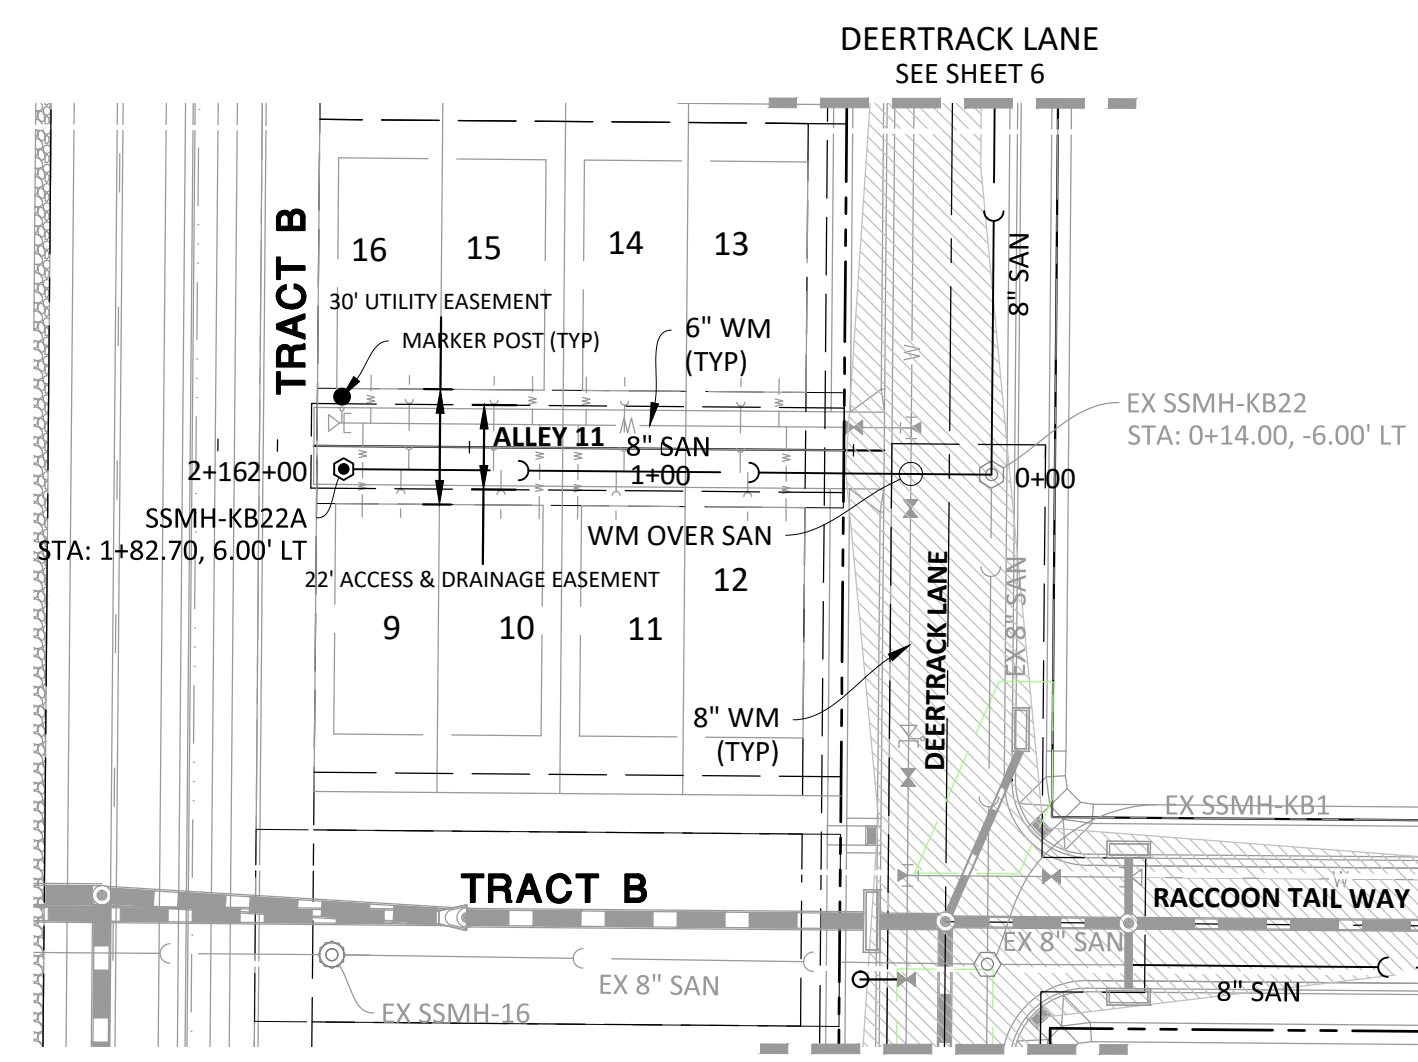 DEERTRACK LANE
SEE SHEET 6
TRACT B
16
15
14
13
8" SAN
30' UTILITY EASEMENT
MARKER POST (TYP)
6" WM
(TYP)
W
EX SSMH-KB22
STA: 0+14.00, -6.00' LT
ALLEY 11
8" SAN
W
2+16
2+00
1+00
0+00
SSMH-KB22A
STA: 1+82.70, 6.00' LT
WM OVER SAN
22' ACCESS & DRAINAGE EASEMENT
12
9
10
11
EX 8" SAN
DEERTRACK LANE
8" WM
(TYP)
EX SSMH-KB1
TRACT B
W
RACCOON TAIL WAY
EX 8" SAN
EX 8" SAN
8" SAN
EX SSMH-16